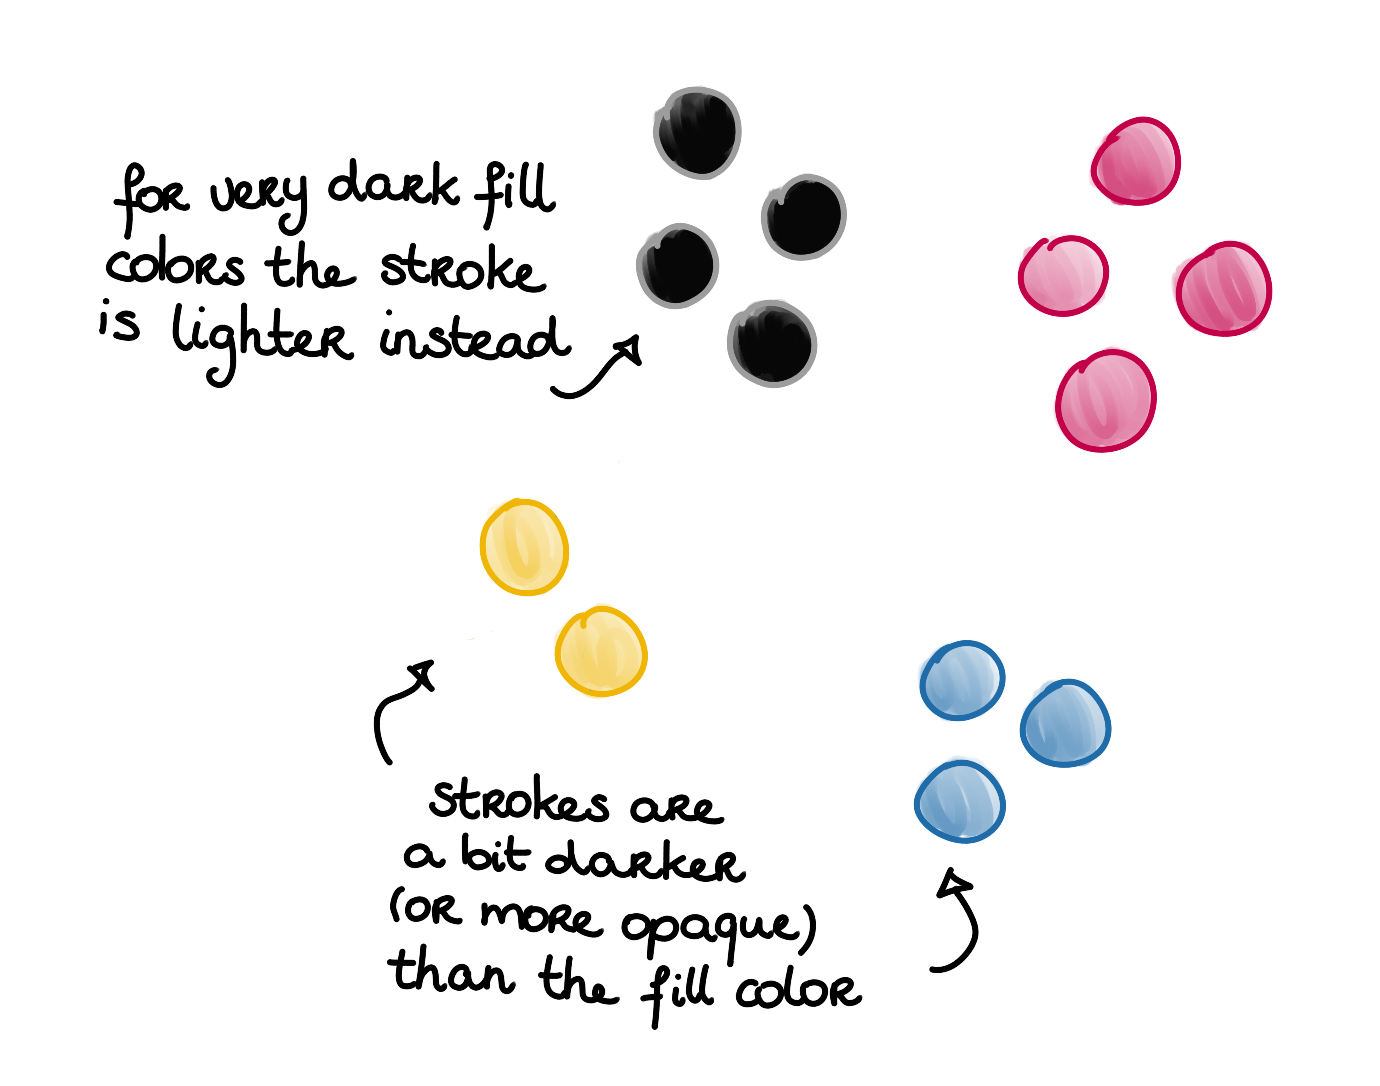 for very dark fill
colors the stroke
is lighter instead
strokes are
a bit darker
(or more opaque)
than the fill color